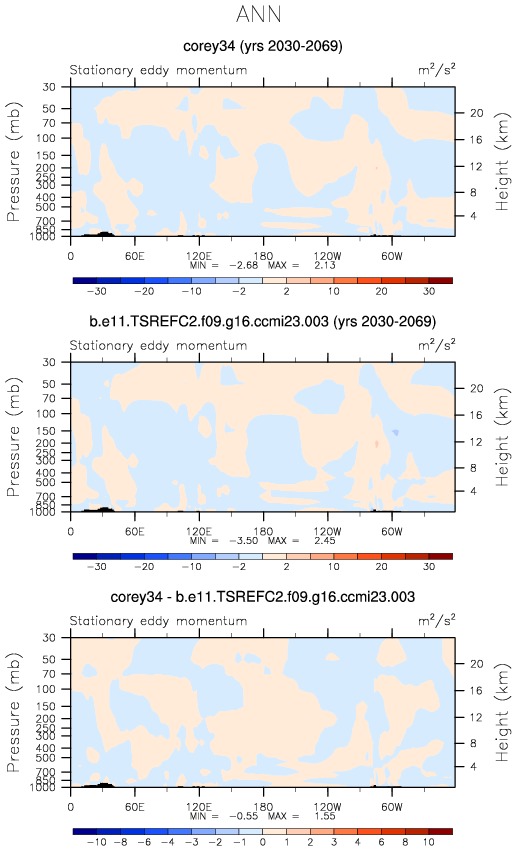 ANN
corey34 (yrs 2030-2069)
Stationary eddy momentum m²/s²
Pressure (mb)
30
50
70
100
150
200
250
300
400
500
700
850
1000
20
16
12
8
4
Height (km)
0 60E 120E 180 120W 60W
MIN = -2.68 MAX = 2.13
-30 -20 -10 -2 2 10 20 30
b.e11.TSREFC2.f09.g16.ccmi23.003 (yrs 2030-2069)
Stationary eddy momentum m²/s²
Pressure (mb)
30
50
70
100
150
200
250
300
400
500
700
850
1000
20
16
12
8
4
Height (km)
0 60E 120E 180 120W 60W
MIN = -3.50 MAX = 2.45
-30 -20 -10 -2 2 10 20 30
corey34 - b.e11.TSREFC2.f09.g16.ccmi23.003
Stationary eddy momentum m²/s²
Pressure (mb)
30
50
70
100
150
200
250
300
400
500
700
850
1000
20
16
12
8
4
Height (km)
0 60E 120E 180 120W 60W
MIN = -0.55 MAX = 1.55
-10 -8 -6 -4 -2 -1 0 1 2 4 6 8 10